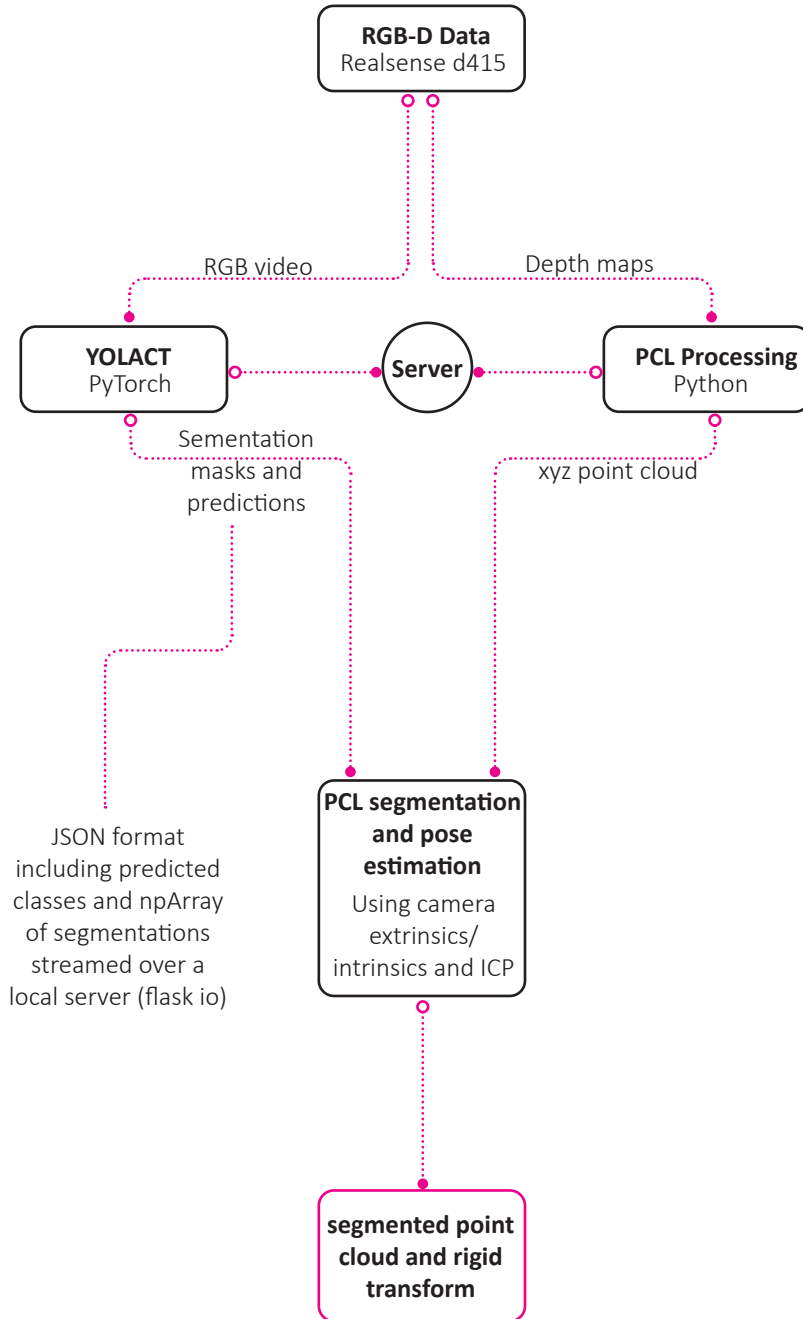 RGB-D Data
Realsense d415
RGB video
Depth maps
YOLACT
PyTorch
Server
PCL Processing
Python
Sementation
masks and
predictions
xyz point cloud
PCL segmentation
and pose
estimation
Using camera
extrinsics/
intrinsics and ICP
JSON format
including predicted
classes and npArray
of segmentations
streamed over a
local server (flask io)
segmented point
cloud and rigid
transform